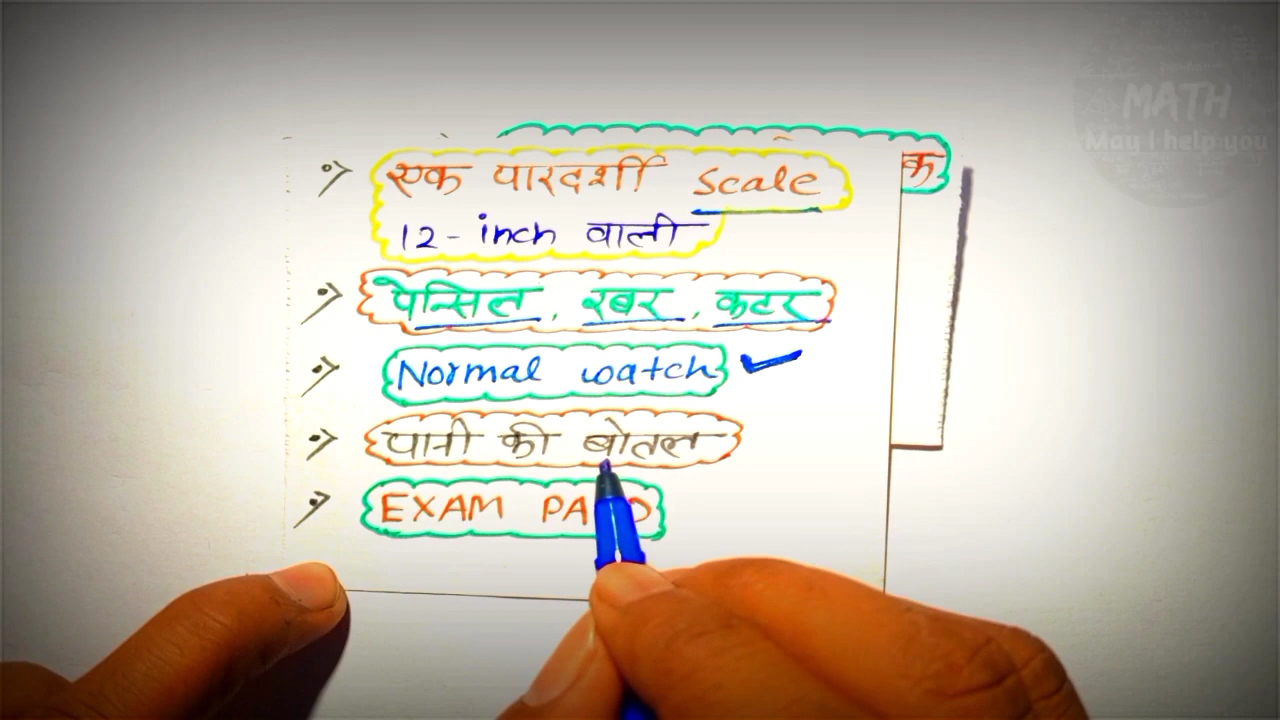 MATH
May I help you
क
एक पारदर्शी Scale
12-inch वाली
पेन्सिल, रबर, कटर
Normal watch
पानी की बोतल
EXAM